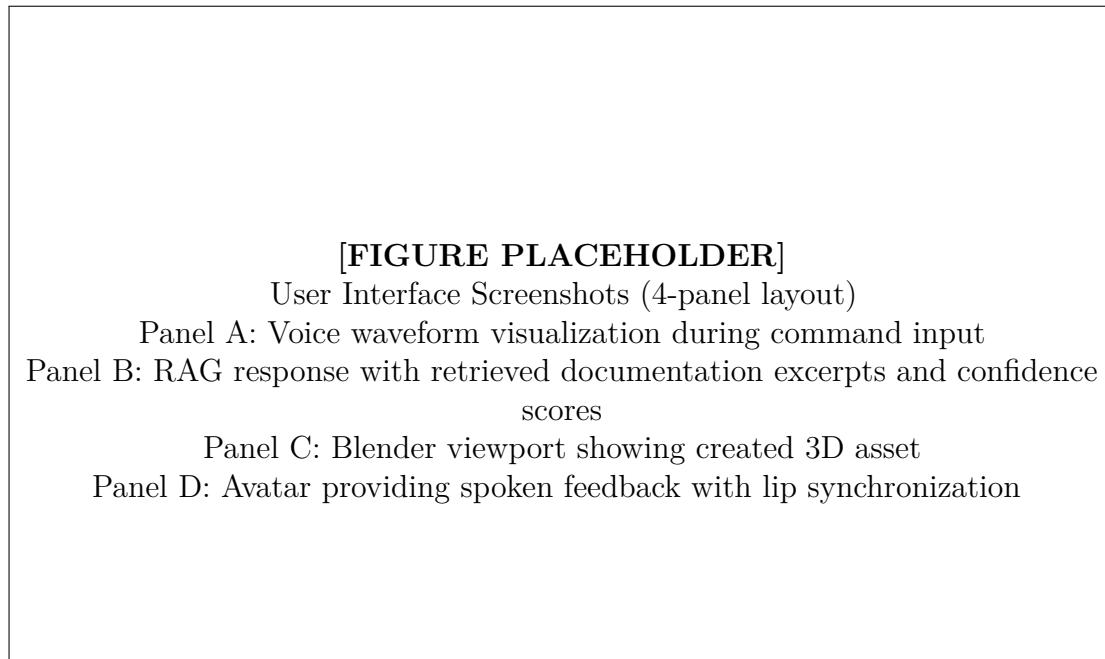 [FIGURE PLACEHOLDER]
User Interface Screenshots (4-panel layout)
Panel A: Voice waveform visualization during command input
Panel B: RAG response with retrieved documentation excerpts and confidence
scores
Panel C: Blender viewport showing created 3D asset
Panel D: Avatar providing spoken feedback with lip synchronization